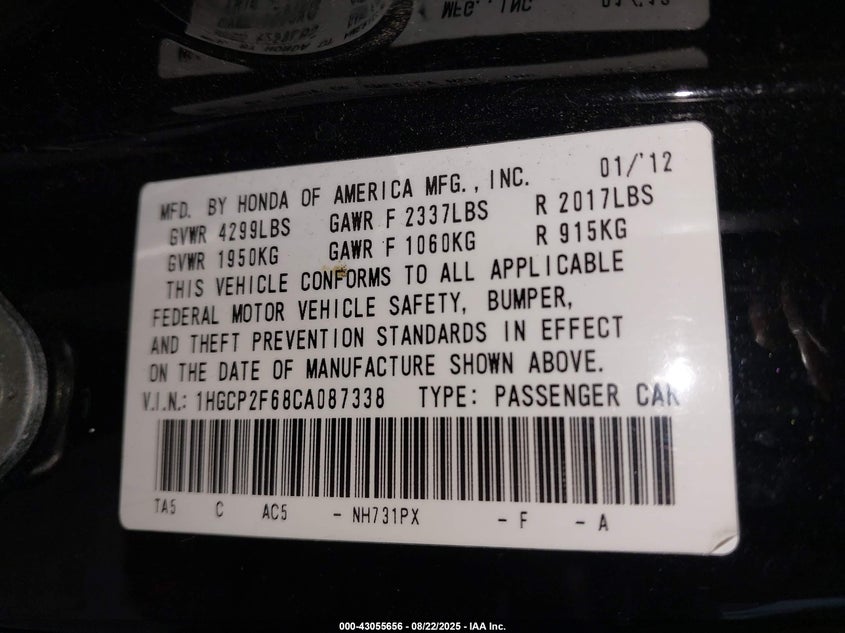 MFG., INC
MFD. BY HONDA OF AMERICA MFG., INC. 01/'12
GVWR 4299LBS GAWR F 2337LBS R 2017LBS
GVWR 1950KG GAWR F 1060KG R 915KG
THIS VEHICLE CONFORMS TO ALL APPLICABLE
FEDERAL MOTOR VEHICLE SAFETY, BUMPER,
AND THEFT PREVENTION STANDARDS IN EFFECT
ON THE DATE OF MANUFACTURE SHOWN ABOVE.
V.I.N.: 1HGCP2F68CA087338 TYPE: PASSENGER CAR
TA5 C AC5 - NH731PX - F - A
000-43055656 - 08/22/2025 - IAA Inc.